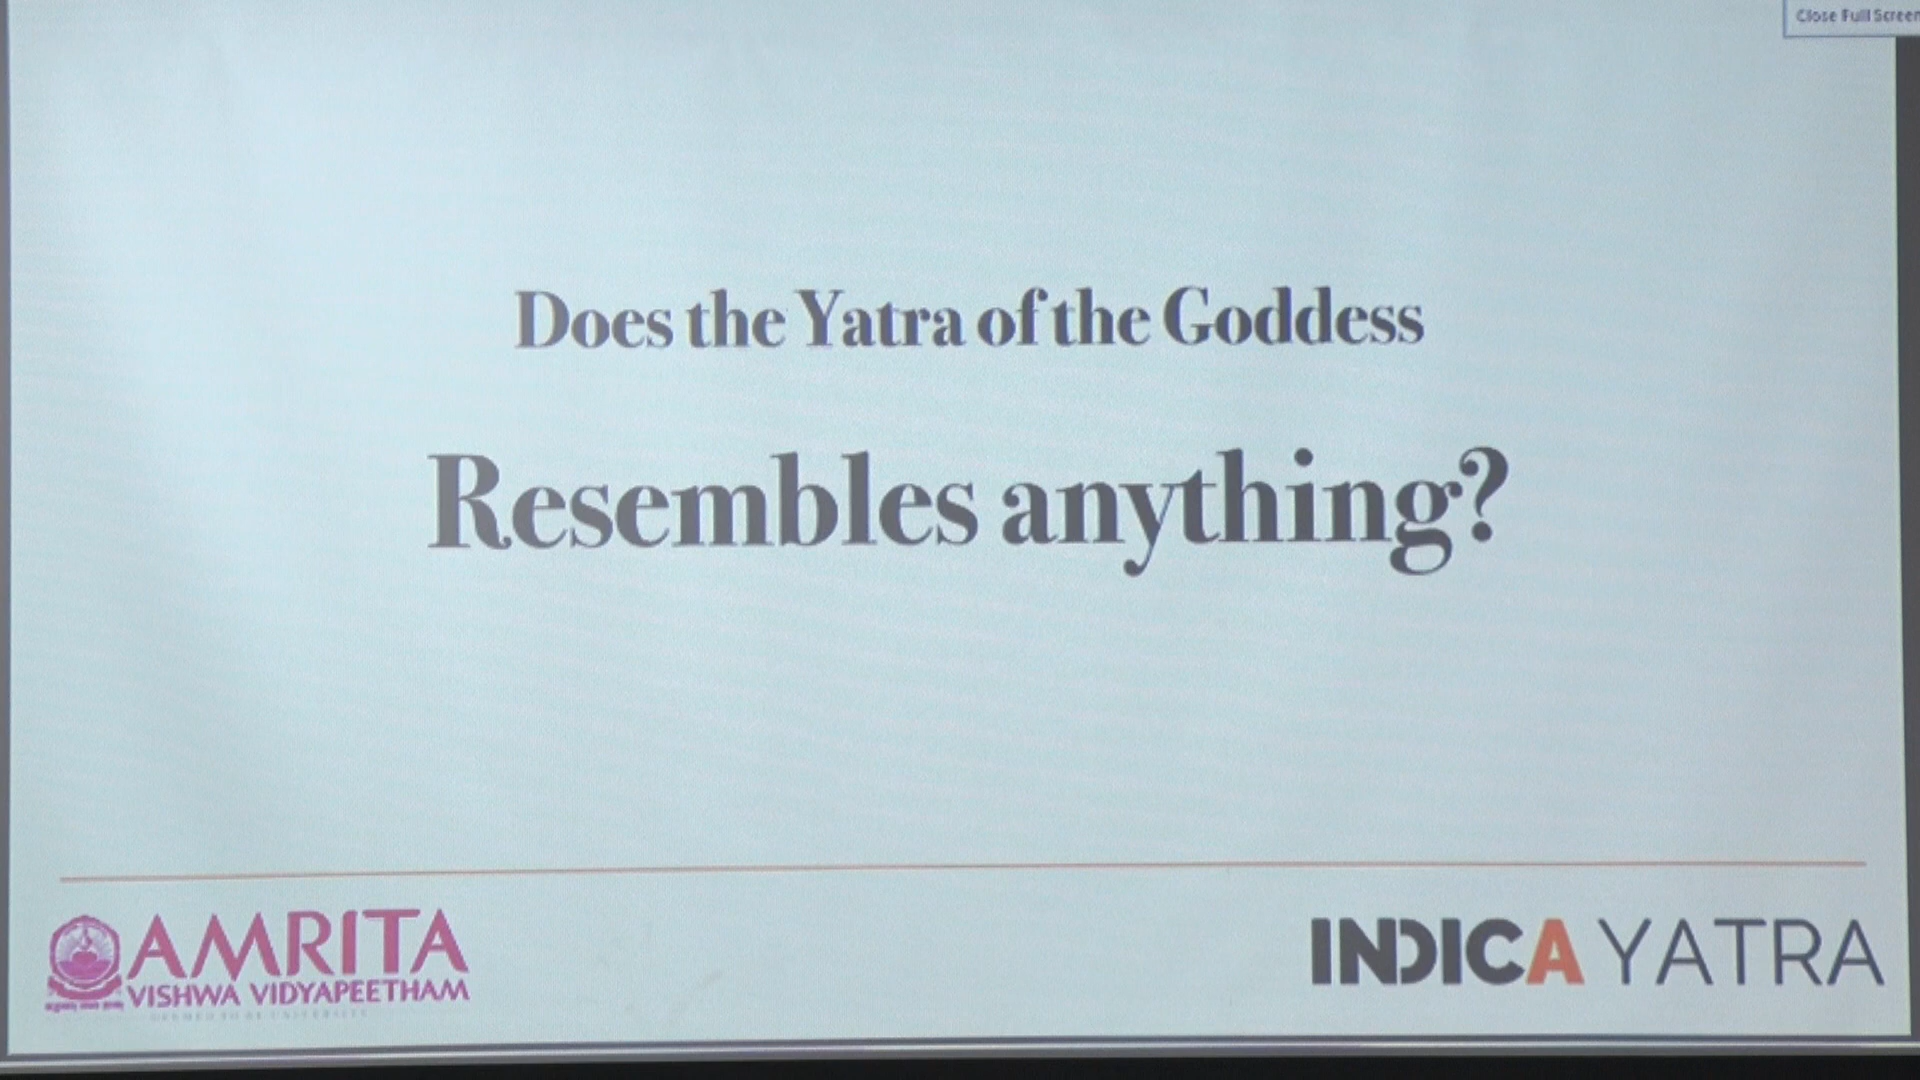 Close Full Screen
Does the Yatra of the Goddess
Resembles anything?
AMRITA
VISHWA VIDYAPEETHAM
INDICA YATRA